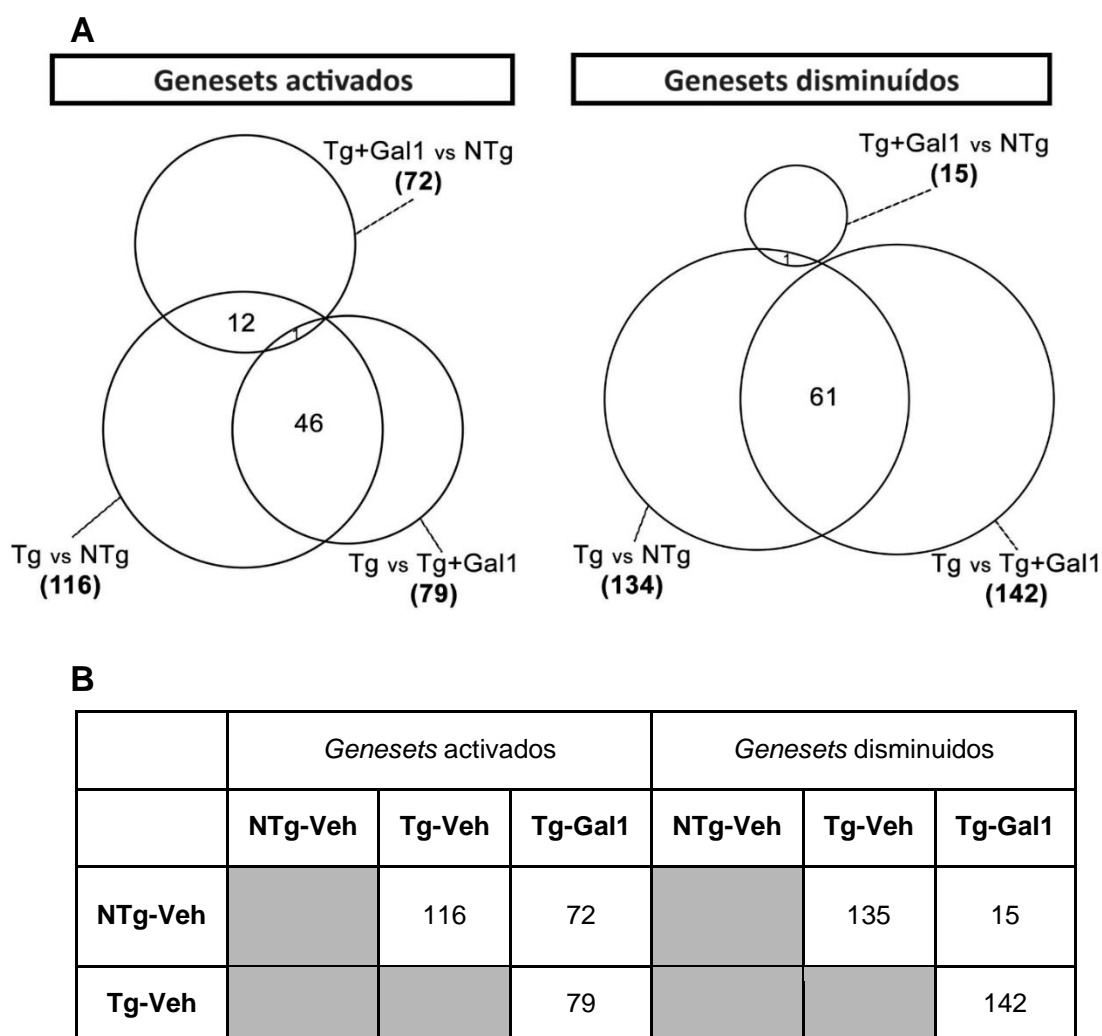 A
Genesets activados
Genesets disminuídos
Tg+Gal1 vs NTg
(72)
12
1
46
Tg vs NTg
(116)
Tg vs Tg+Gal1
(79)
Tg+Gal1 vs NTg
(15)
1
61
Tg vs NTg
(134)
Tg vs Tg+Gal1
(142)
B
Genesets activados Genesets disminuidos
NTg-Veh Tg-Veh Tg-Gal1 NTg-Veh Tg-Veh Tg-Gal1
NTg-Veh 116 72 135 15
Tg-Veh 79 142